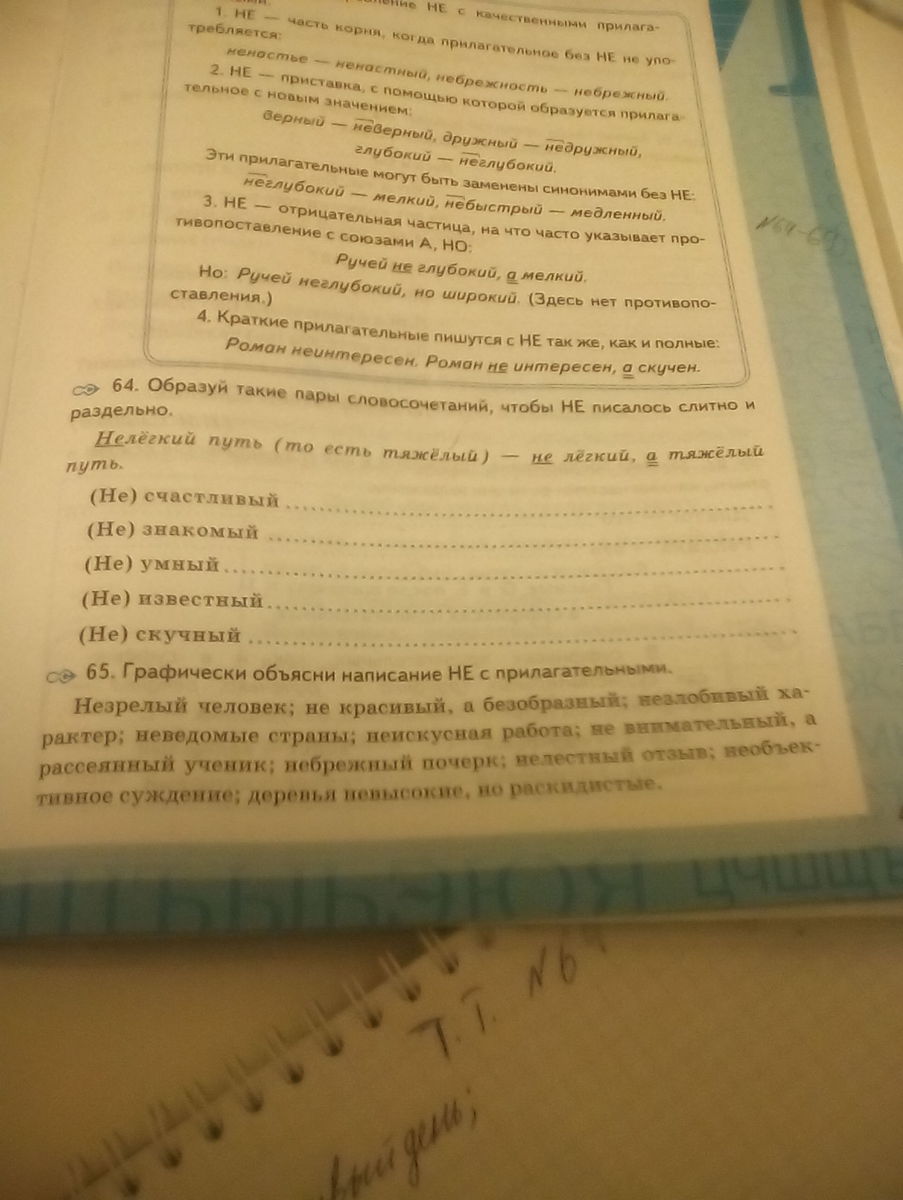 ление НЕ с качественными прилага-
1. НЕ — часть корня, когда прилагательное без НЕ не упо-
требляется:
ненастье — ненастный, небрежность — небрежный.
2. НЕ — приставка, с помощью которой образуется прилага-
тельное с новым значением:
верный — неверный, дружный — недружный,
глубокий — неглубокий.
Эти прилагательные могут быть заменены синонимами без НЕ:
неглубокий — мелкий, небыстрый — медленный.
3. НЕ — отрицательная частица, на что часто указывает про-
тивопоставление с союзами А, НО:
Ручей не глубокий, а мелкий.
Но: Ручей неглубокий, но широкий. (Здесь нет противопо-
ставления.)
4. Краткие прилагательные пишутся с НЕ так же, как и полные:
Роман неинтересен. Роман не интересен, а скучен.
64. Образуй такие пары словосочетаний, чтобы НЕ писалось слитно и
раздельно.
Нелёгкий путь (то есть тяжёлый) — не лёгкий, а тяжёлый
путь.
(Не) счастливый
(Не) знакомый
(Не) умный
(Не) известный
(Не) скучный
65. Графически объясни написание НЕ с прилагательными.
Незрелый человек; не красивый, а безобразный; незлобивый ха-
рактер; неведомые страны; неискусная работа; не внимательный, а
рассеянный ученик; небрежный почерк; нелестный отзыв; необъек-
тивное суждение; деревья невысокие, но раскидистые.
ЦЧШЩЪ
Т.Т. №64
вый день;